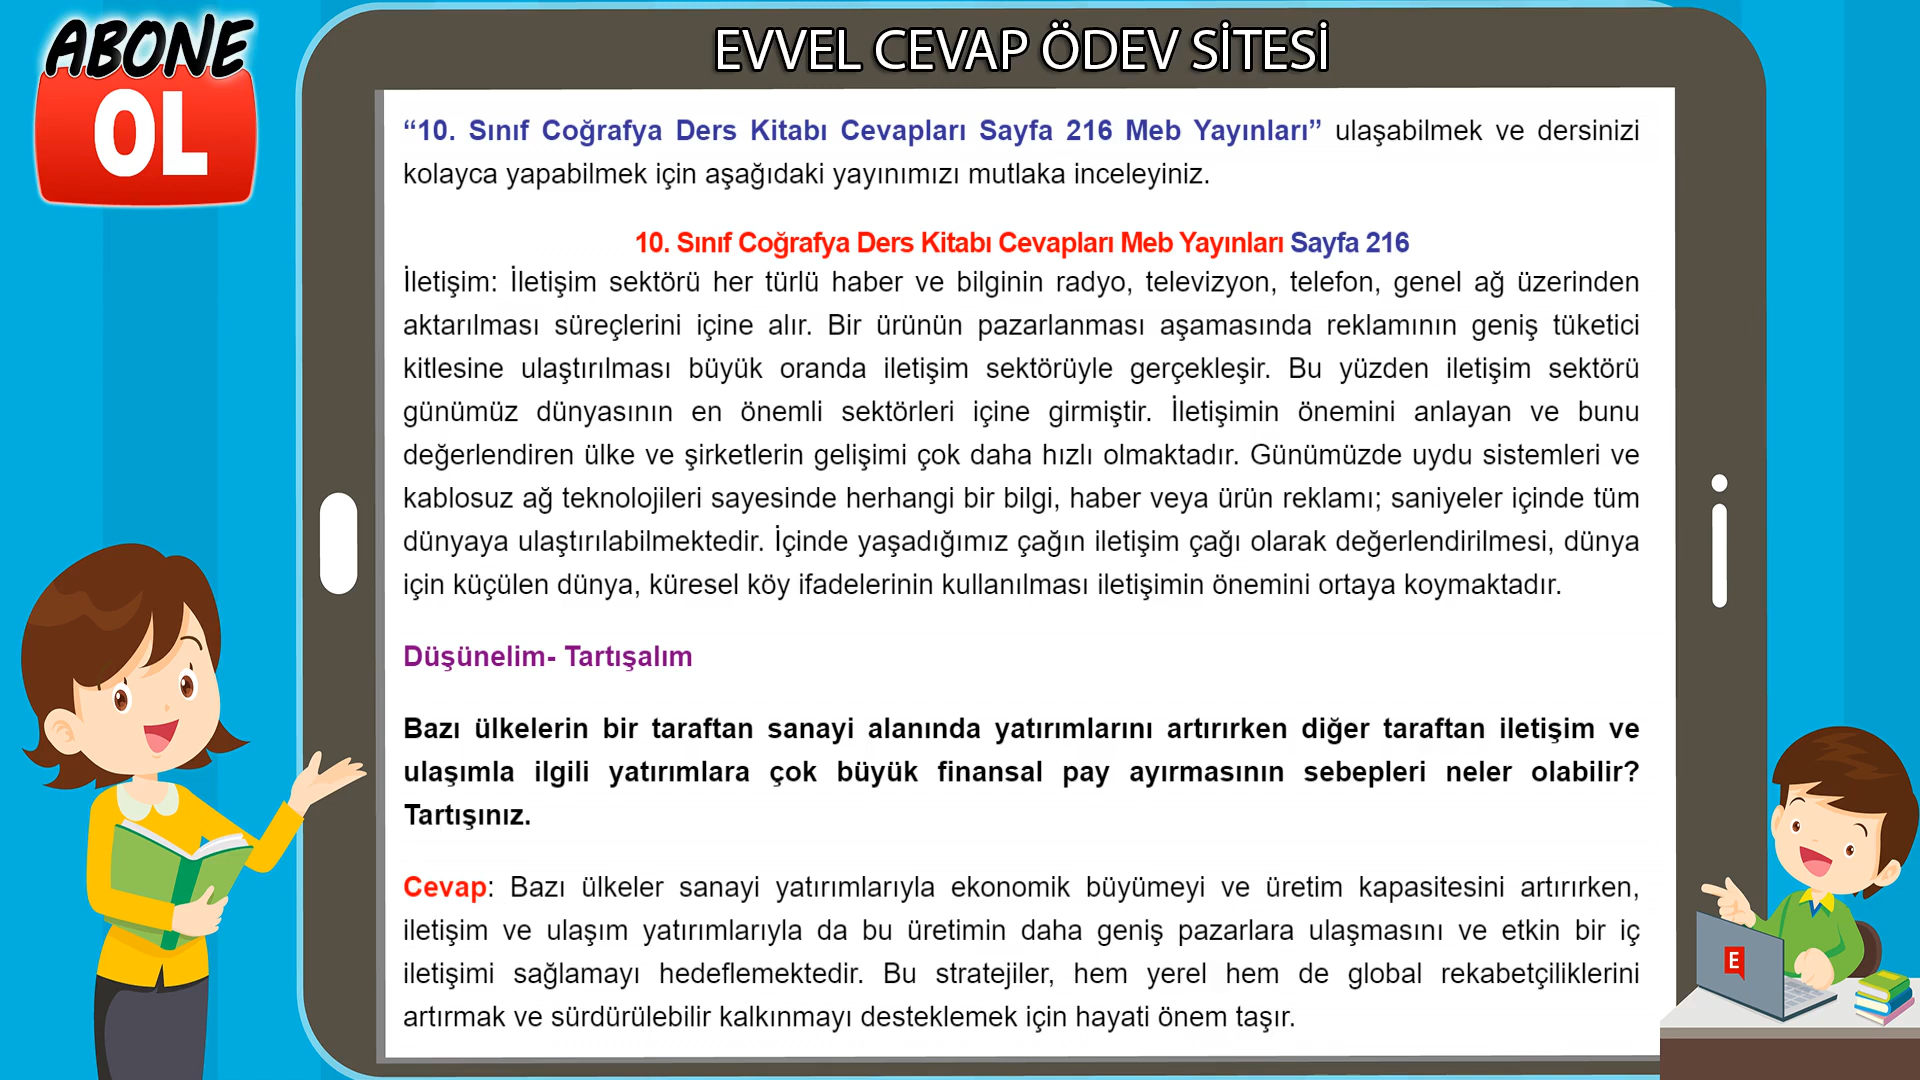 ABONE
OL
EVVEL CEVAP ÖDEV SİTESİ
“10. Sınıf Coğrafya Ders Kitabı Cevapları Sayfa 216 Meb Yayınları” ulaşabilmek ve dersinizi
kolayca yapabilmek için aşağıdaki yayınımızı mutlaka inceleyiniz.
10. Sınıf Coğrafya Ders Kitabı Cevapları Meb Yayınları Sayfa 216
İletişim: İletişim sektörü her türlü haber ve bilginin radyo, televizyon, telefon, genel ağ üzerinden
aktarılması süreçlerini içine alır. Bir ürünün pazarlanması aşamasında reklamının geniş tüketici
kitlesine ulaştırılması büyük oranda iletişim sektörüyle gerçekleşir. Bu yüzden iletişim sektörü
günümüz dünyasının en önemli sektörleri içine girmiştir. İletişimin önemini anlayan ve bunu
değerlendiren ülke ve şirketlerin gelişimi çok daha hızlı olmaktadır. Günümüzde uydu sistemleri ve
kablosuz ağ teknolojileri sayesinde herhangi bir bilgi, haber veya ürün reklamı; saniyeler içinde tüm
dünyaya ulaştırılabilmektedir. İçinde yaşadığımız çağın iletişim çağı olarak değerlendirilmesi, dünya
için küçülen dünya, küresel köy ifadelerinin kullanılması iletişimin önemini ortaya koymaktadır.
Düşünelim- Tartışalım
Bazı ülkelerin bir taraftan sanayi alanında yatırımlarını artırırken diğer taraftan iletişim ve
ulaşımla ilgili yatırımlara çok büyük finansal pay ayırmasının sebepleri neler olabilir?
Tartışınız.
Cevap: Bazı ülkeler sanayi yatırımlarıyla ekonomik büyümeyi ve üretim kapasitesini artırırken,
iletişim ve ulaşım yatırımlarıyla da bu üretimin daha geniş pazarlara ulaşmasını ve etkin bir iç
iletişimi sağlamayı hedeflemektedir. Bu stratejiler, hem yerel hem de global rekabetçiliklerini
artırmak ve sürdürülebilir kalkınmayı desteklemek için hayati önem taşır.
E